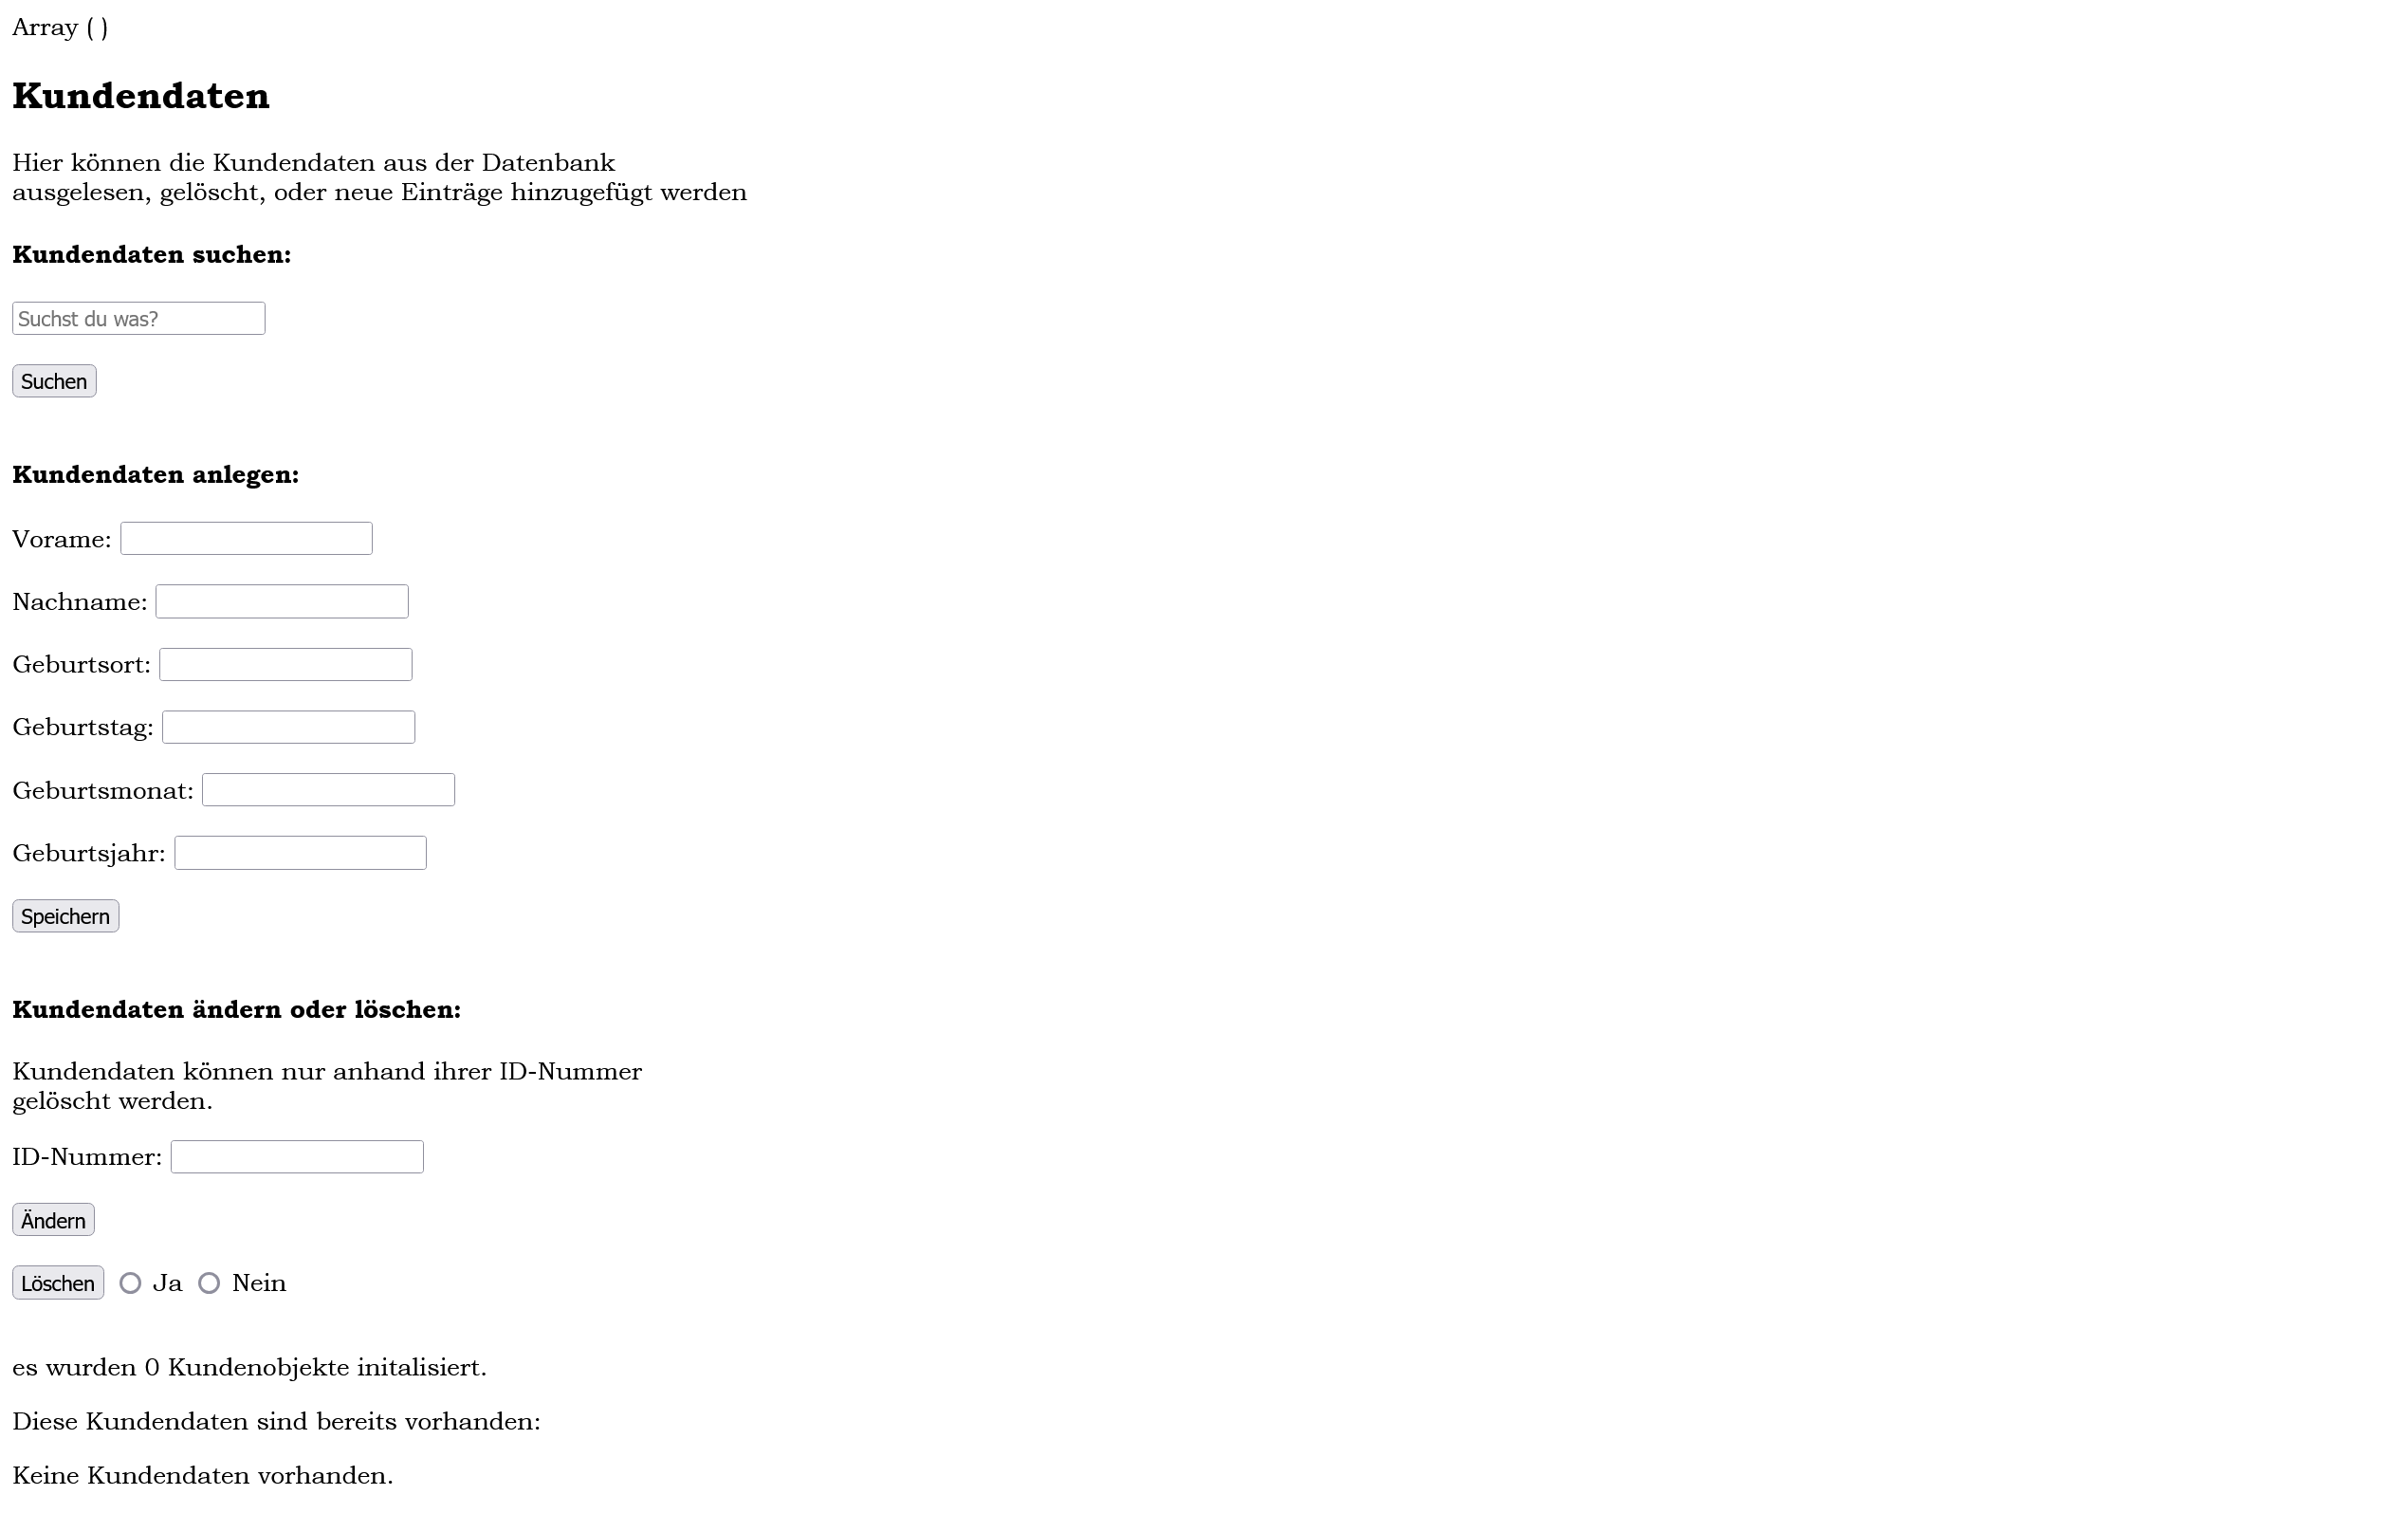 Array ( )
Kundendaten
Hier können die Kundendaten aus der Datenbank
ausgelesen, gelöscht, oder neue Einträge hinzugefügt werden
Kundendaten suchen:
Suchst du was?
Suchen
Kundendaten anlegen:
Vorame:
Nachname:
Geburtsort:
Geburtstag:
Geburtsmonat:
Geburtsjahr:
Speichern
Kundendaten ändern oder löschen:
Kundendaten können nur anhand ihrer ID-Nummer
gelöscht werden.
ID-Nummer:
Ändern
Löschen Ja Nein
es wurden 0 Kundenobjekte initalisiert.
Diese Kundendaten sind bereits vorhanden:
Keine Kundendaten vorhanden.